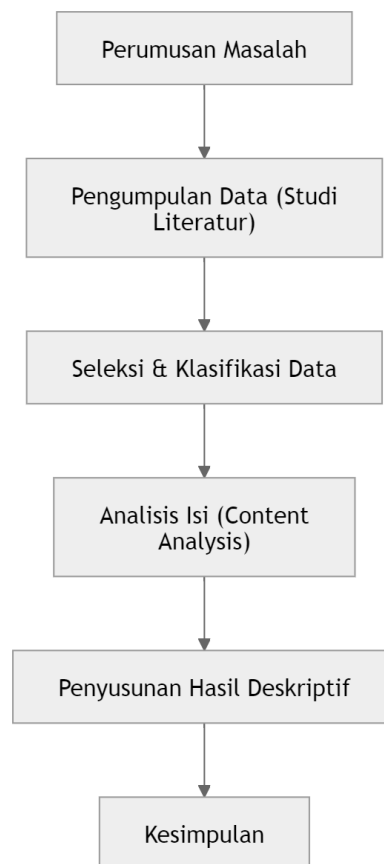 Perumusan Masalah
Pengumpulan Data (Studi
Literatur)
Seleksi & Klasifikasi Data
Analisis Isi (Content
Analysis)
Penyusunan Hasil Deskriptif
Kesimpulan